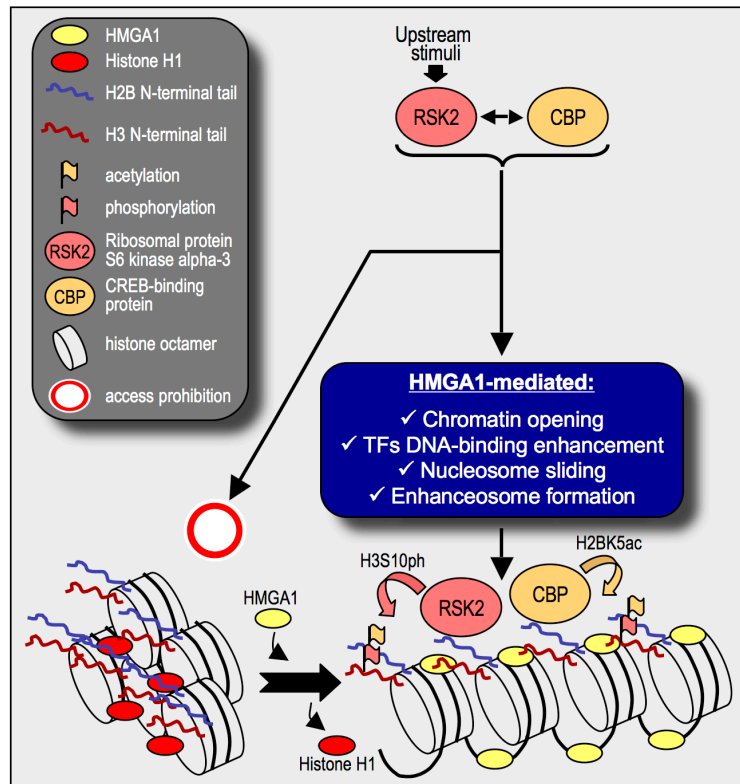 HMGA1
Histone H1
H2B N-terminal tail
H3 N-terminal tail
acetylation
phosphorylation
RSK2
Ribosomal protein
S6 kinase alpha-3
CBP
CREB-binding
protein
histone octamer
access prohibition
Upstream
stimuli
RSK2
CBP
HMGA1-mediated:
✓ Chromatin opening
✓ TFs DNA-binding enhancement
✓ Nucleosome sliding
✓ Enhanceosome formation
H3S10ph
H2BK5ac
RSK2
CBP
HMGA1
Histone H1